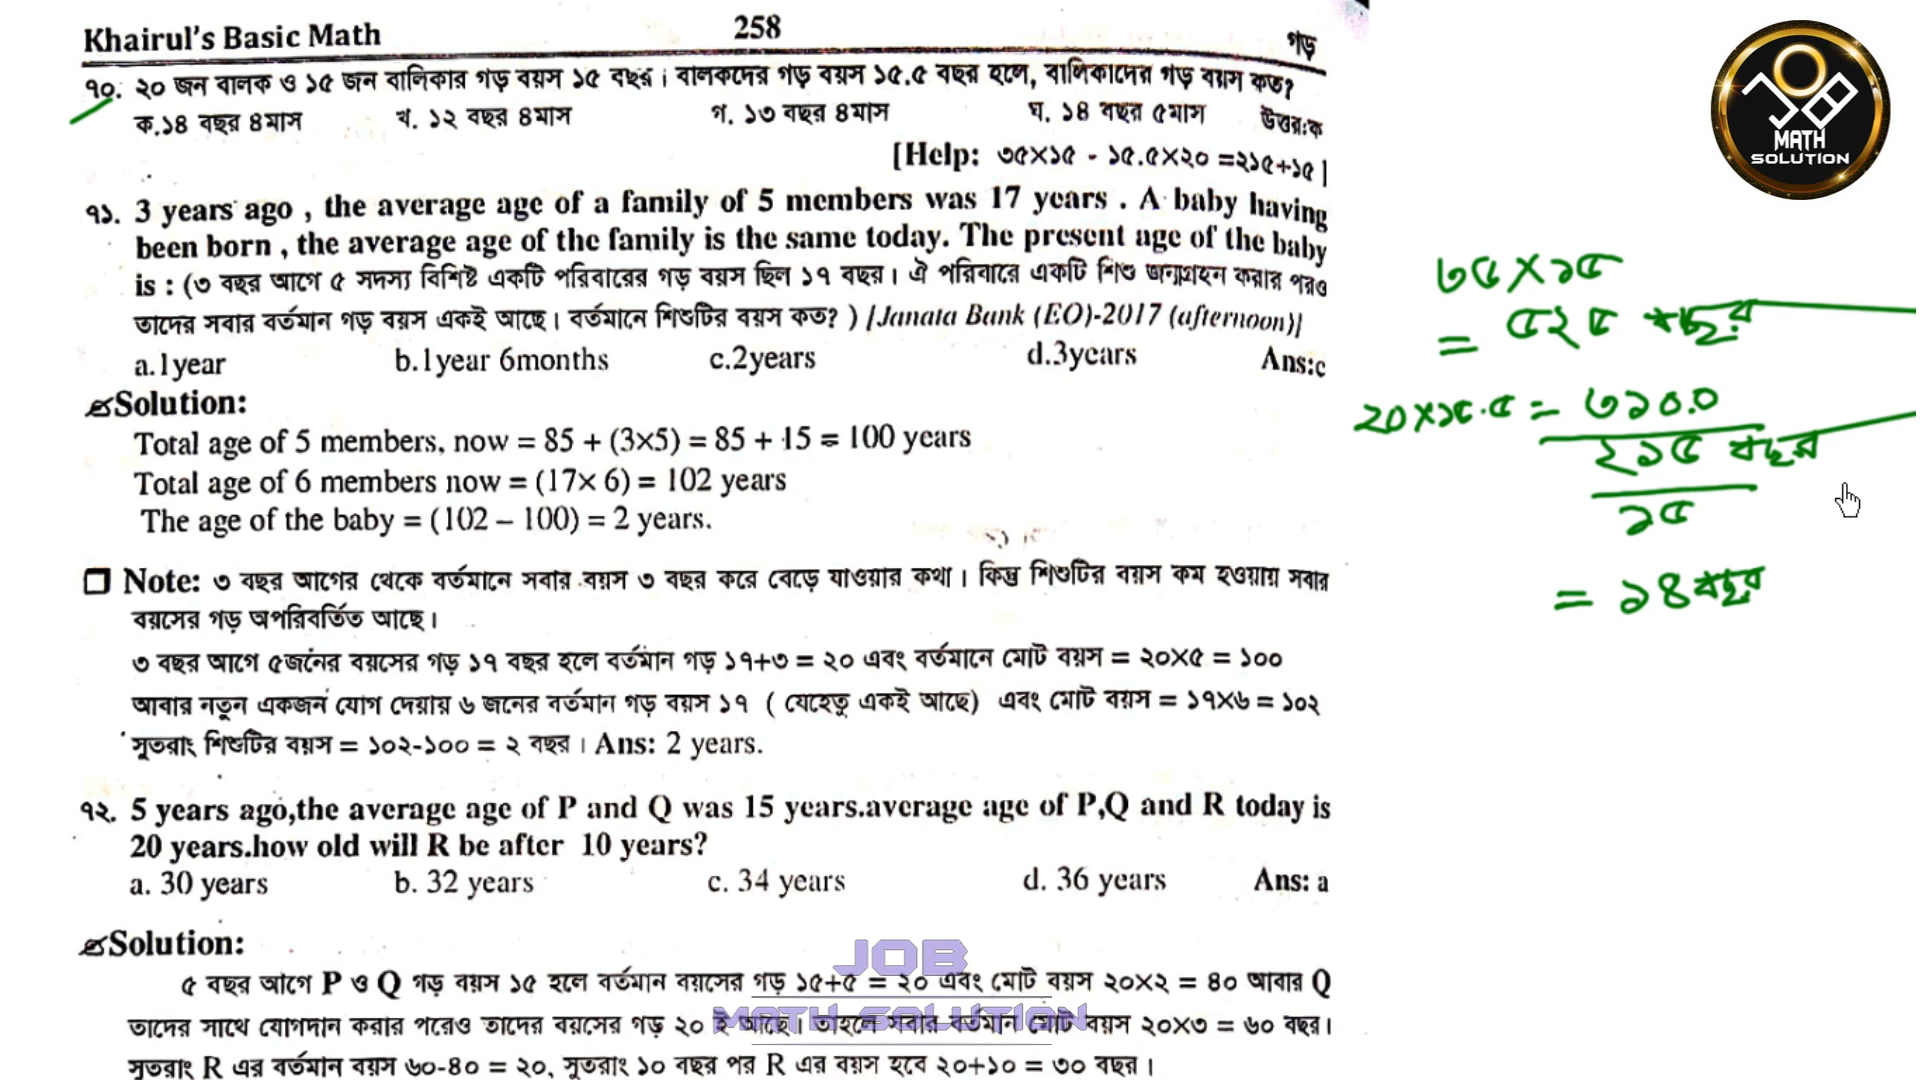 Khairul's Basic Math
258
গড়
৭০. ২০ জন বালক ও ১৫ জন বালিকার গড় বয়স ১৫ বছর। বালকদের গড় বয়স ১৫.৫ বছর হলে, বালিকাদের গড় বয়স কত?
ক.১৪ বছর ৪মাস খ. ১২ বছর ৪মাস গ. ১৩ বছর ৪মাস ঘ. ১৪ বছর ৫মাস উত্তর:ক
[Help: ৩৫×১৫ - ১৫.৫×২০ =২১৫÷১৫]
৭১. 3 years ago , the average age of a family of 5 members was 17 years . A baby having
been born , the average age of the family is the same today. The present age of the baby
is : (৩ বছর আগে ৫ সদস্য বিশিষ্ট একটি পরিবারের গড় বয়স ছিল ১৭ বছর। ঐ পরিবারে একটি শিশু জন্মগ্রহন করার পরও
তাদের সবার বর্তমান গড় বয়স একই আছে। বর্তমানে শিশুটির বয়স কত? ) [Janata Bank (EO)-2017 (afternoon)]
a.1year b.1year 6months c.2years d.3years Ans:c
Solution:
Total age of 5 members, now = 85 + (3×5) = 85 + 15 = 100 years
Total age of 6 members now = (17× 6) = 102 years
The age of the baby = (102 – 100) = 2 years.
Note: ৩ বছর আগের থেকে বর্তমানে সবার বয়স ৩ বছর করে বেড়ে যাওয়ার কথা। কিন্তু শিশুটির বয়স কম হওয়ায় সবার
বয়সের গড় অপরিবর্তিত আছে।
৩ বছর আগে ৫জনের বয়সের গড় ১৭ বছর হলে বর্তমান গড় ১৭+৩ = ২০ এবং বর্তমানে মোট বয়স = ২০×৫ = ১০০
আবার নতুন একজন যোগ দেয়ায় ৬ জনের বর্তমান গড় বয়স ১৭ ( যেহেতু একই আছে) এবং মোট বয়স = ১৭×৬ = ১০২
সুতরাং শিশুটির বয়স = ১০২-১০০ = ২ বছর। Ans: 2 years.
৭২. 5 years ago,the average age of P and Q was 15 years.average age of P,Q and R today is
20 years.how old will R be after 10 years?
a. 30 years b. 32 years c. 34 years d. 36 years Ans: a
Solution:
৫ বছর আগে P ও Q গড় বয়স ১৫ হলে বর্তমান বয়সের গড় ১৫+৫ = ২০ এবং মোট বয়স ২০×২ = ৪০ আবার Q
তাদের সাথে যোগদান করার পরেও তাদের বয়সের গড় ২০ ই আছে। তাহলে সবার বর্তমান মোট বয়স ২০×৩ = ৬০ বছর।
সুতরাং R এর বর্তমান বয়স ৬০-৪০ = ২০, সুতরাং ১০ বছর পর R এর বয়স হবে ২০+১০ = ৩০ বছর।
JOB
MATH SOLUTION
MATH
SOLUTION
৩৫×১৫
= ৫২৫ বছর
২০×১৫.৫ = ৩১০.০
২১৫ বছর
১৫
= ১৪ বছর